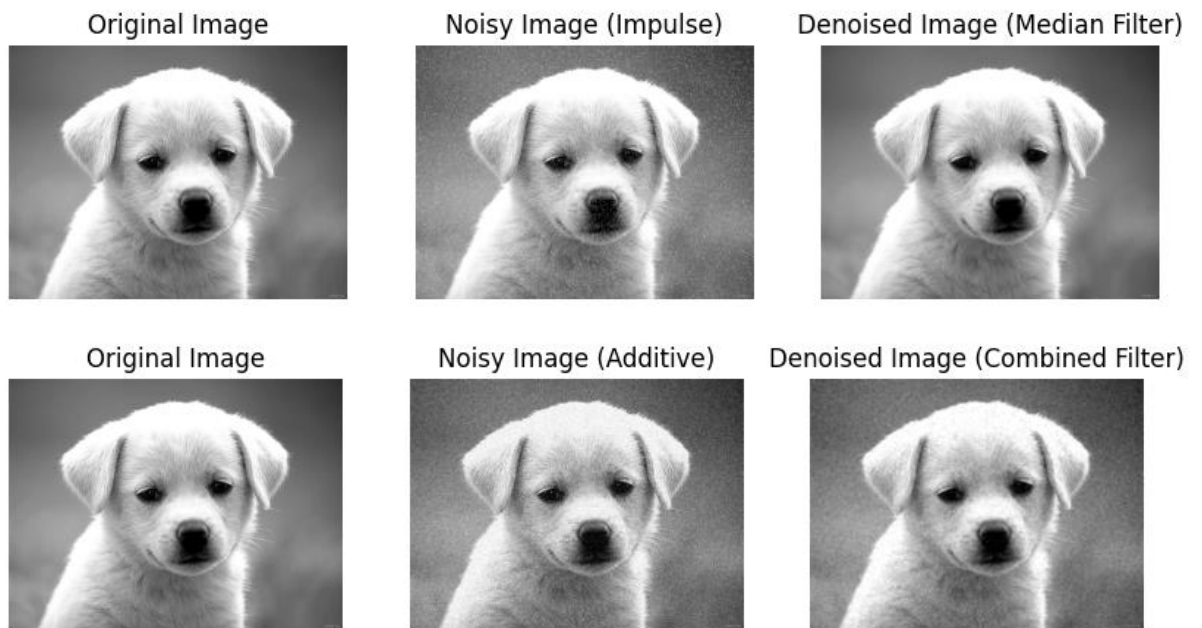 Original Image
Noisy Image (Impulse)
Denoised Image (Median Filter)
Original Image
Noisy Image (Additive)
Denoised Image (Combined Filter)